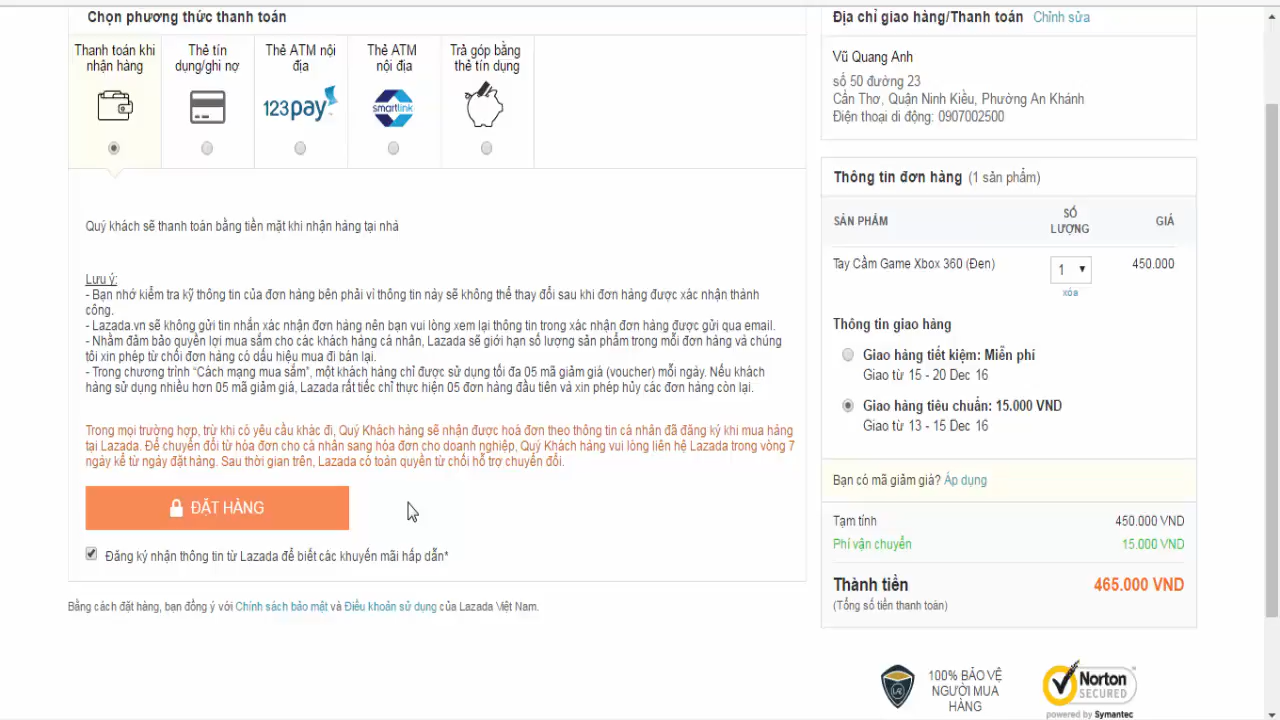 Chọn phương thức thanh toán
Thanh toán khi
nhận hàng
Thẻ tín
dụng/ghi nợ
Thẻ ATM nội
địa
123pay
Thẻ ATM
nội địa
smartlink
Trả góp bằng
thẻ tín dụng
Quý khách sẽ thanh toán bằng tiền mặt khi nhận hàng tại nhà
Lưu ý:
- Bạn nhớ kiểm tra kỹ thông tin của đơn hàng bên phải vì thông tin này sẽ không thể thay đổi sau khi đơn hàng được xác nhận thành
công.
- Lazada.vn sẽ không gửi tin nhắn xác nhận đơn hàng nên bạn vui lòng xem lại thông tin trong xác nhận đơn hàng được gửi qua email.
- Nhằm đảm bảo quyền lợi mua sắm cho các khách hàng cá nhân, Lazada sẽ giới hạn số lượng sản phẩm trong mỗi đơn hàng và chúng
tôi xin phép từ chối đơn hàng có dấu hiệu mua đi bán lại.
- Trong chương trình “Cách mạng mua sắm”, một khách hàng chỉ được sử dụng tối đa 05 mã giảm giá (voucher) mỗi ngày. Nếu khách
hàng sử dụng nhiều hơn 05 mã giảm giá, Lazada rất tiếc chỉ thực hiện 05 đơn hàng đầu tiên và xin phép hủy các đơn hàng còn lại.
Trong mọi trường hợp, trừ khi có yêu cầu khác đi, Quý Khách hàng sẽ nhận được hoá đơn theo thông tin cá nhân đã đăng ký khi mua hàng
tại Lazada. Để chuyển đổi từ hóa đơn cho cá nhân sang hóa đơn cho doanh nghiệp, Quý Khách hàng vui lòng liên hệ Lazada trong vòng 7
ngày kể từ ngày đặt hàng. Sau thời gian trên, Lazada có toàn quyền từ chối hỗ trợ chuyển đổi.
ĐẶT HÀNG
Đăng ký nhận thông tin từ Lazada để biết các khuyến mãi hấp dẫn*
Bằng cách đặt hàng, bạn đồng ý với Chính sách bảo mật và Điều khoản sử dụng của Lazada Việt Nam.
Địa chỉ giao hàng/Thanh toán Chỉnh sửa
Vũ Quang Anh
số 50 đường 23
Cần Thơ, Quận Ninh Kiều, Phường An Khánh
Điện thoại di động: 0907002500
Thông tin đơn hàng (1 sản phẩm)
SẢN PHẨM
SỐ
LƯỢNG
GIÁ
Tay Cầm Game Xbox 360 (Đen)
1
450.000
xóa
Thông tin giao hàng
Giao hàng tiết kiệm: Miễn phí
Giao từ 15 - 20 Dec 16
Giao hàng tiêu chuẩn: 15.000 VND
Giao từ 13 - 15 Dec 16
Bạn có mã giảm giá? Áp dụng
Tạm tính 450.000 VND
Phí vận chuyển 15.000 VND
Thành tiền 465.000 VND
(Tổng số tiền thanh toán)
100% BẢO VỆ
NGƯỜI MUA
HÀNG
Norton
SECURED
powered by Symantec